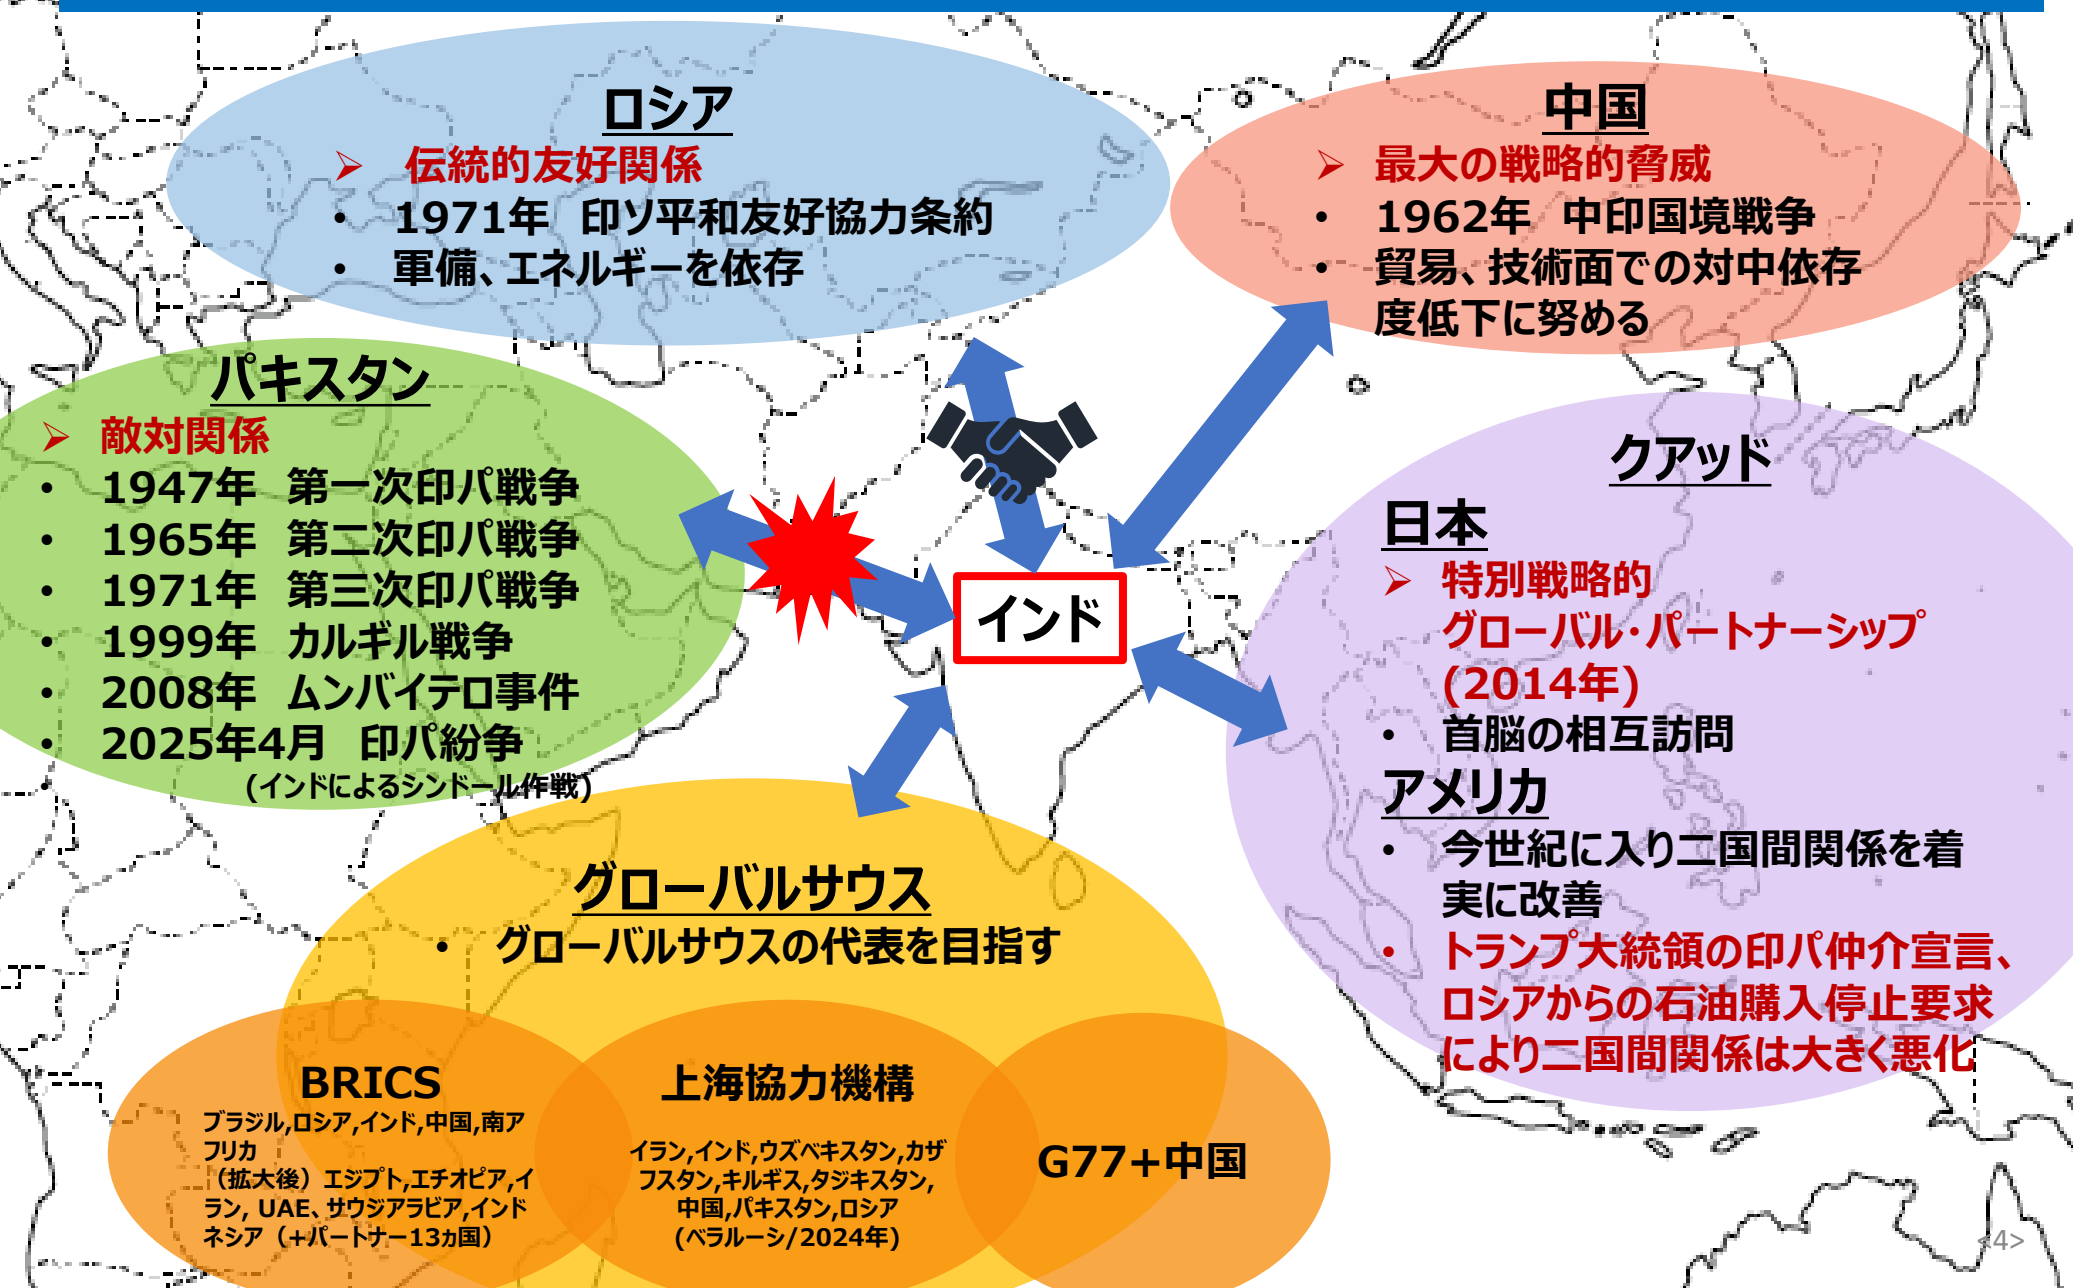 ロシア
➢ 伝統的友好関係
• 1971年 印ソ平和友好協力条約
• 軍備、エネルギーを依存
中国
➢ 最大の戦略的脅威
• 1962年 中印国境戦争
• 貿易、技術面での対中依存
度低下に努める
パキスタン
➢ 敵対関係
• 1947年 第一次印パ戦争
• 1965年 第二次印パ戦争
• 1971年 第三次印パ戦争
• 1999年 カルギル戦争
• 2008年 ムンバイテロ事件
• 2025年4月 印パ紛争
• (インドによるシンドール作戦)
インド
クアッド
日本
➢ 特別戦略的
グローバル・パートナーシップ
(2014年)
• 首脳の相互訪問
アメリカ
• 今世紀に入り二国間関係を着
実に改善
• トランプ大統領の印パ仲介宣言、
ロシアからの石油購入停止要求
により二国間関係は大きく悪化
グローバルサウス
• グローバルサウスの代表を目指す
BRICS
ブラジル,ロシア,インド,中国,南ア
フリカ
（拡大後）エジプト,エチオピア,イ
ラン, UAE、サウジアラビア,インド
ネシア（+パートナー13ヵ国）
上海協力機構
イラン,インド,ウズベキスタン,カザ
フスタン,キルギス,タジキスタン,
中国,パキスタン,ロシア
(ベラルーシ/2024年)
G77+中国
<4>